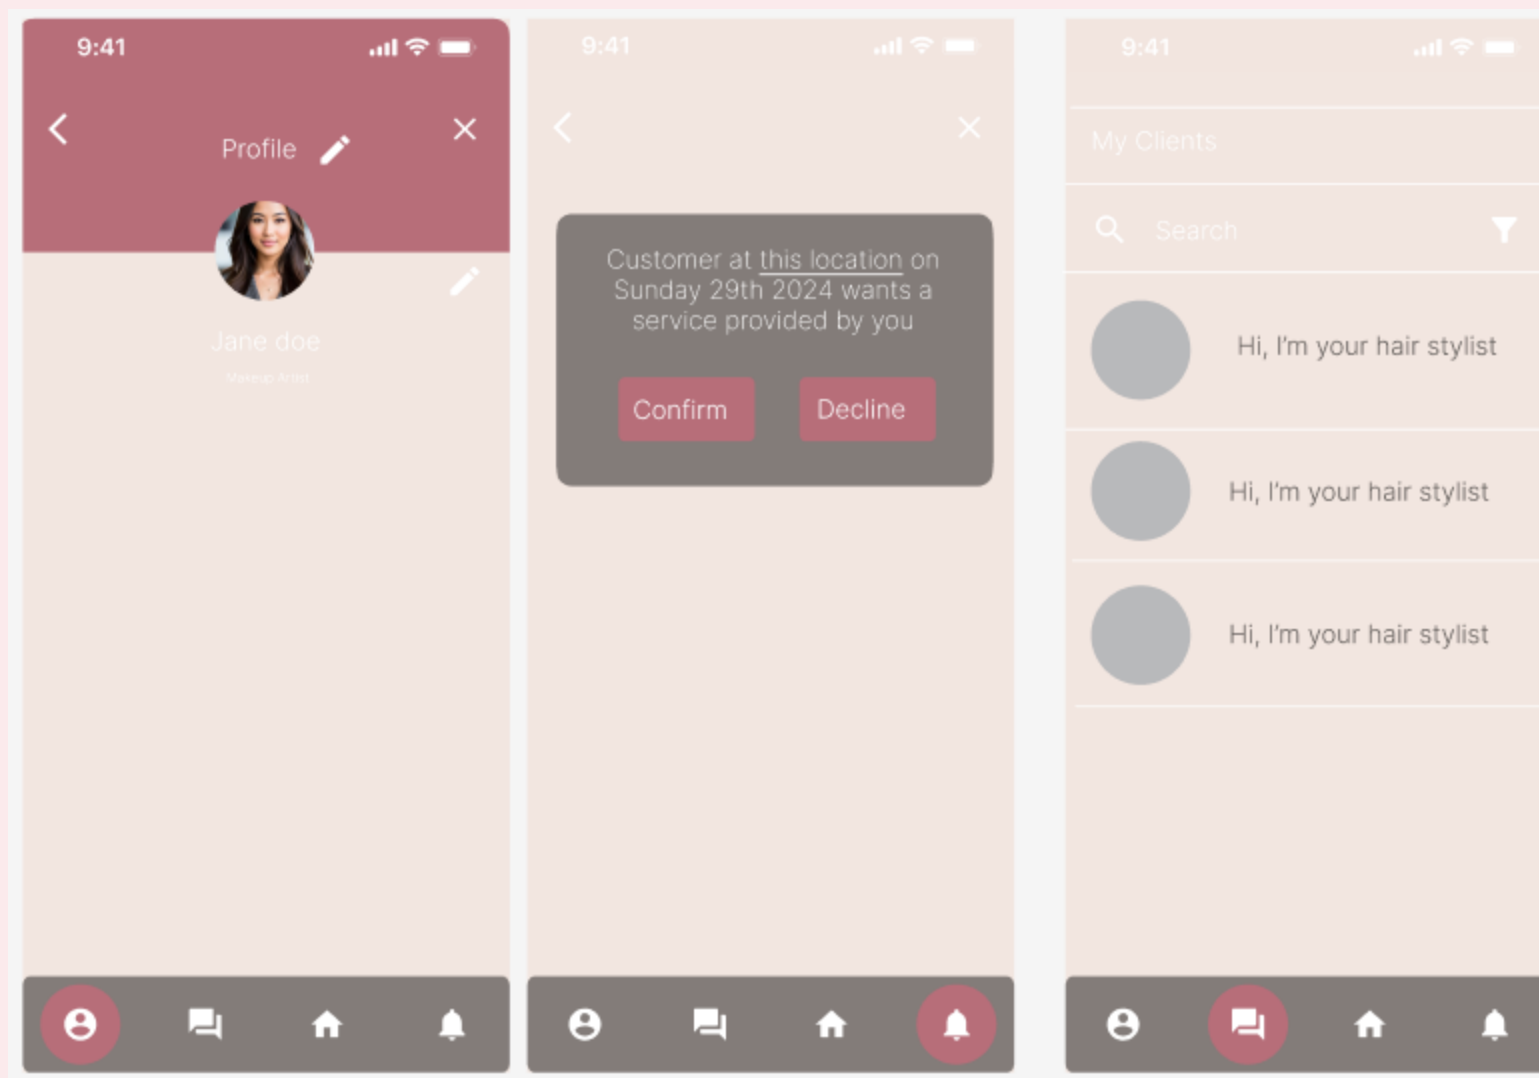 9:41
Profile
Jane doe
Makeup Artist
9:41
Customer at this location on
Sunday 29th 2024 wants a
service provided by you
Confirm
Decline
9:41
My Clients
Search
Hi, I'm your hair stylist
Hi, I'm your hair stylist
Hi, I'm your hair stylist